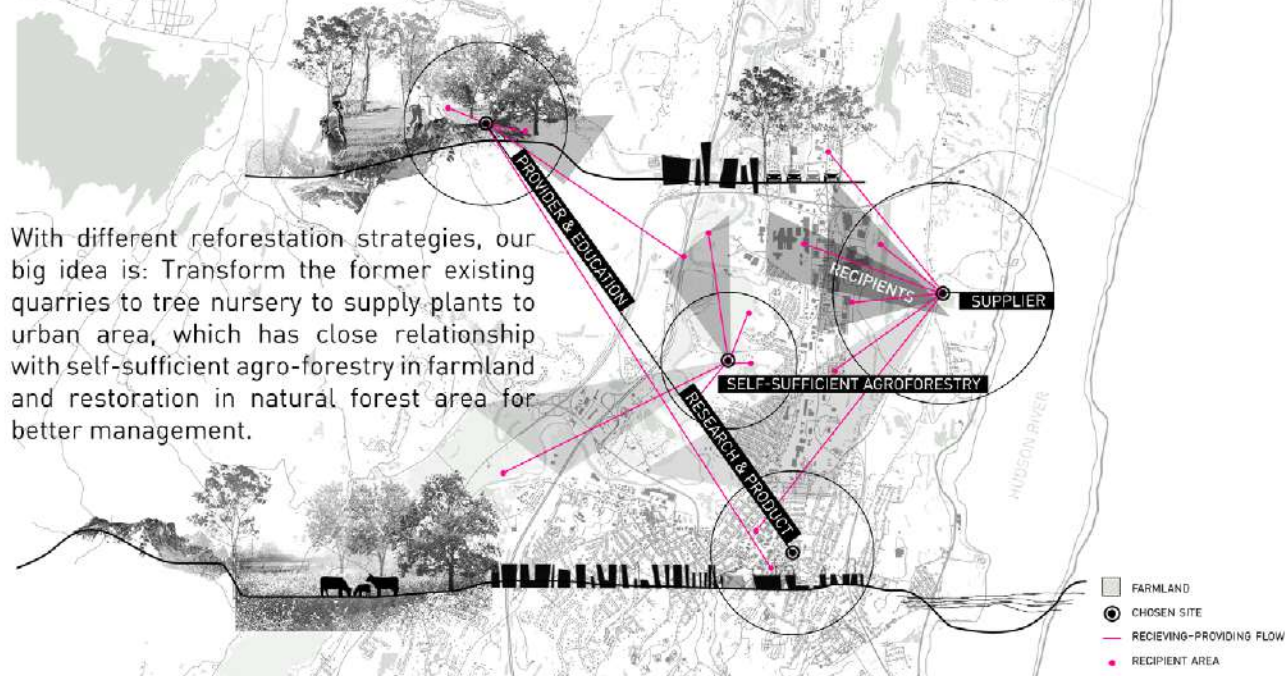 PROVIDER & EDUCATION
With different reforestation strategies, our
big idea is: Transform the former existing
quarries to tree nursery to supply plants to
urban area, which has close relationship
with self-sufficient agro-forestry in farmland
and restoration in natural forest area for
better management.
RECIPIENTS
SUPPLIER
SELF-SUFFICIENT AGROFORESTRY
RESEARCH & PRODUCT
HUDSON RIVER
FARMLAND
CHOSEN SITE
RECIEVING-PROVIDING FLOW
RECIPIENT AREA